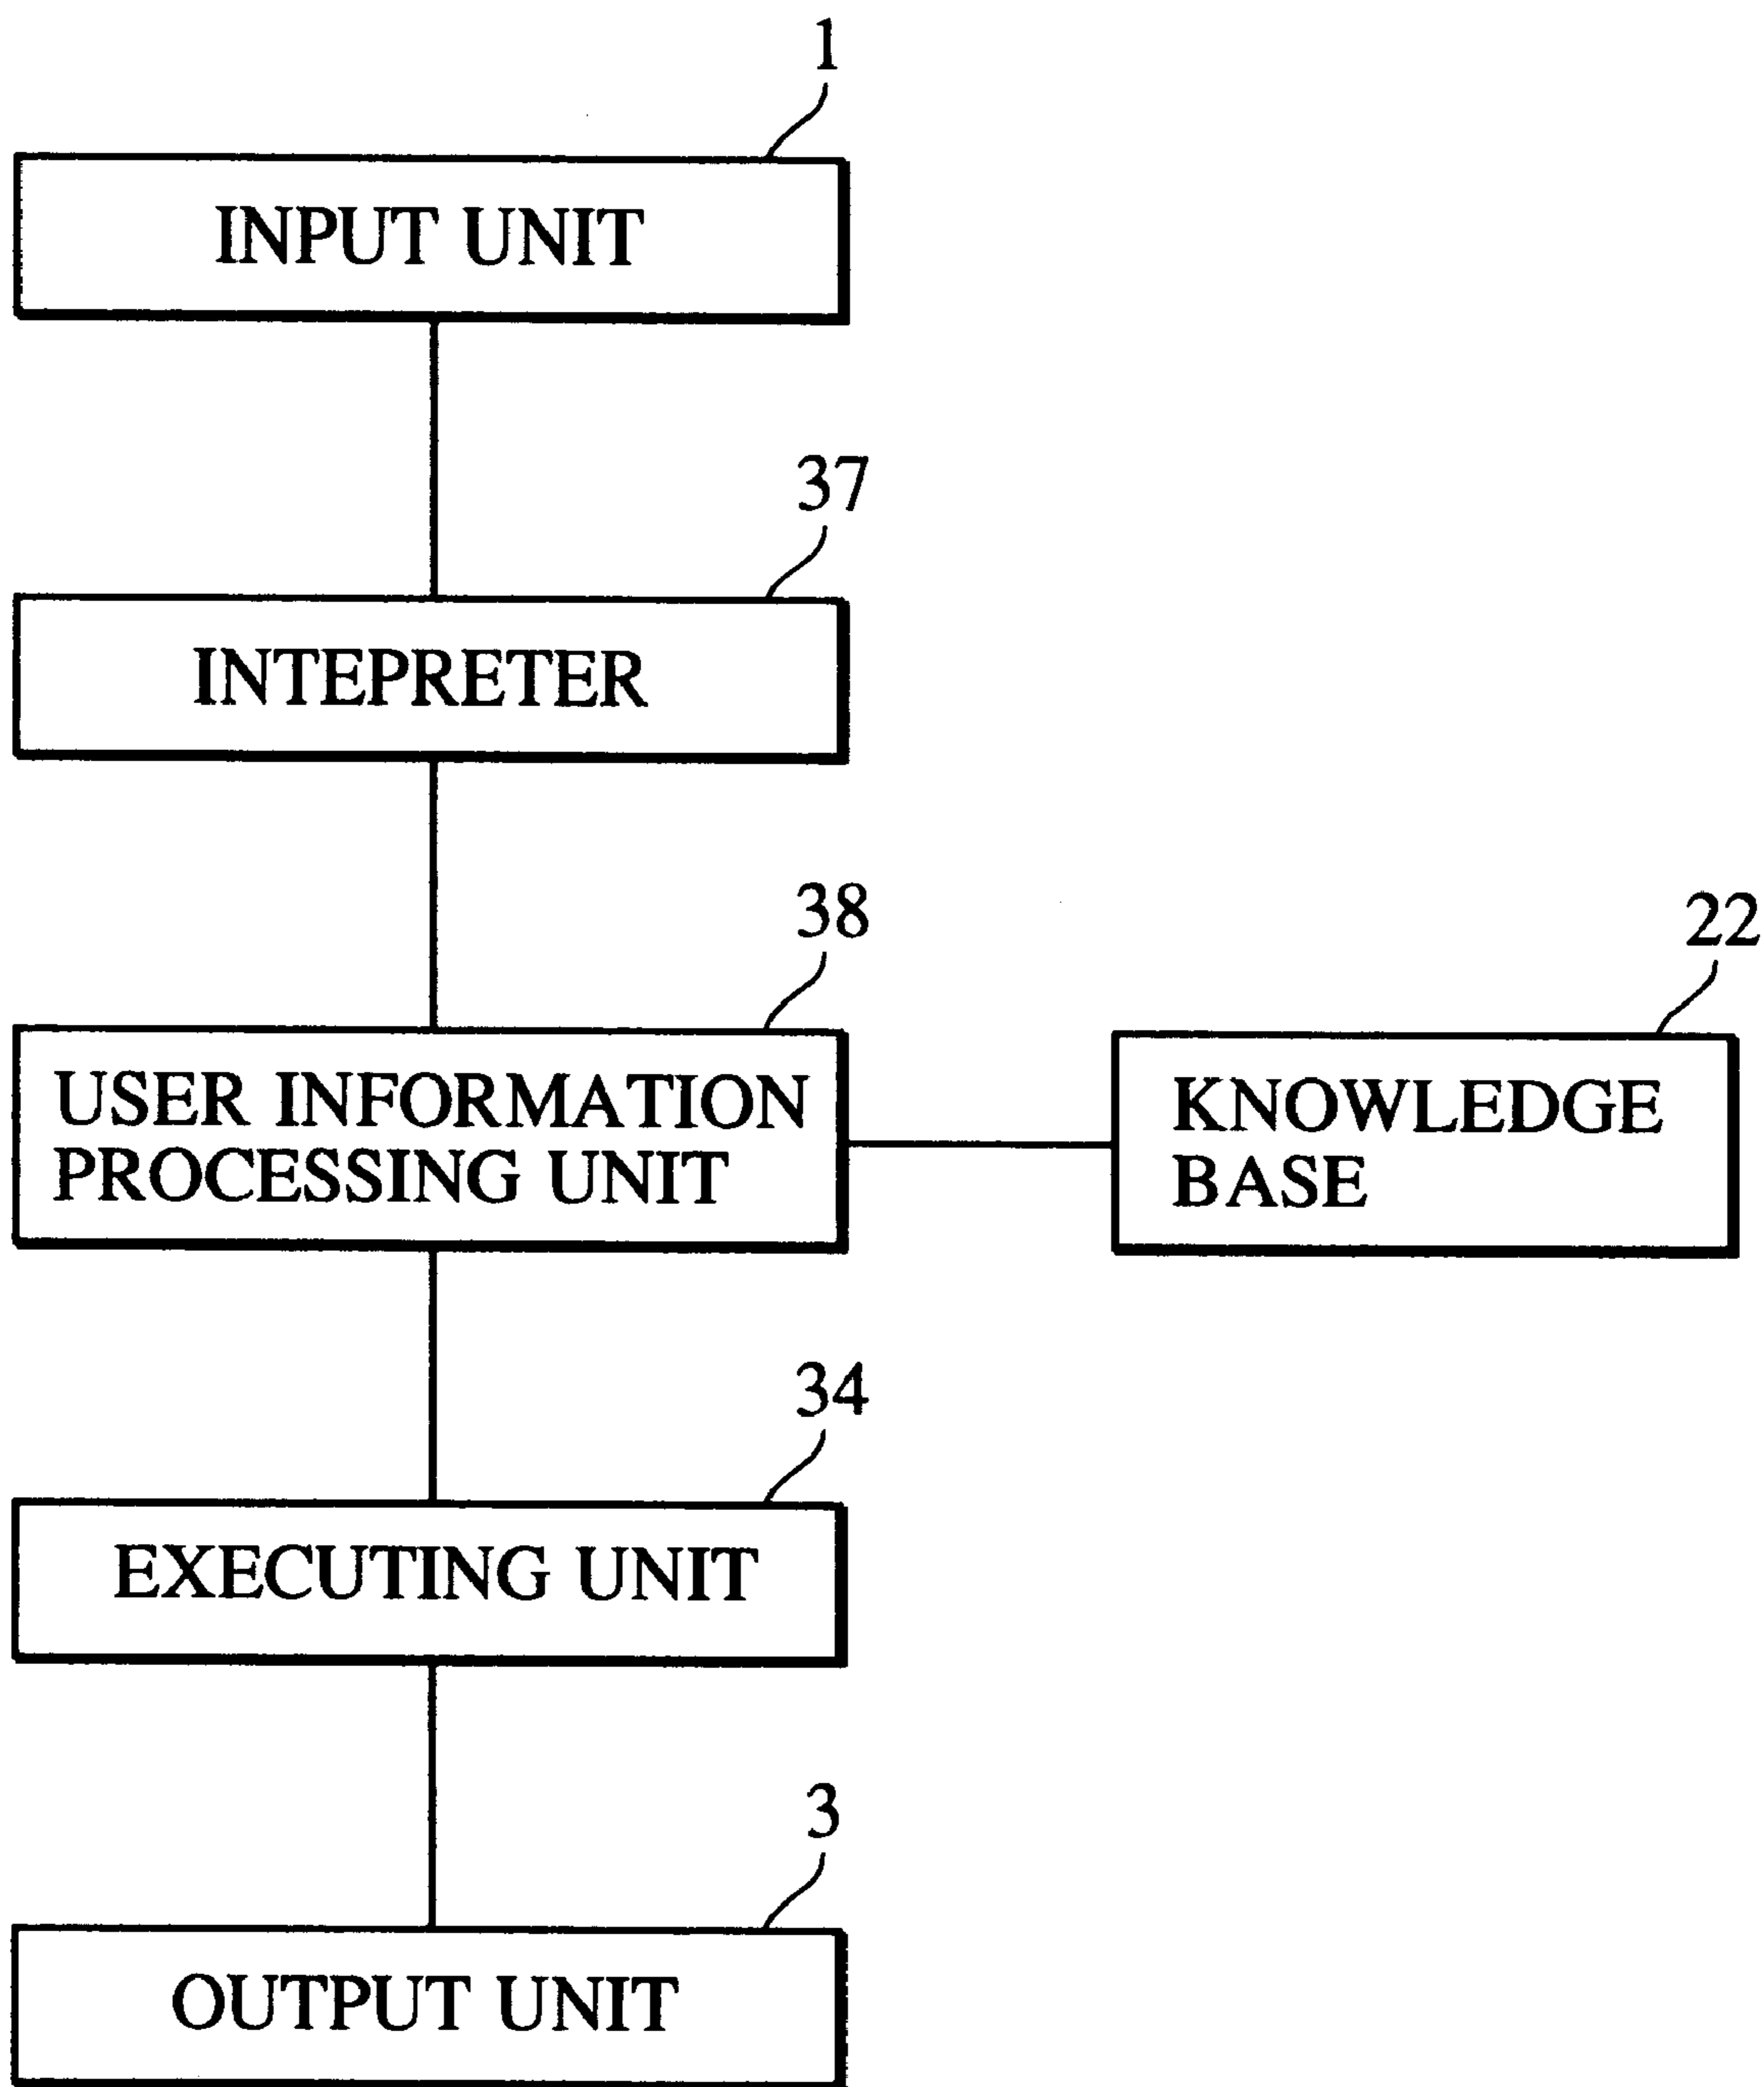 1
INPUT UNIT
37
INTEPRETER
38
22
USER INFORMATION
PROCESSING UNIT
KNOWLEDGE
BASE
34
EXECUTING UNIT
3
OUTPUT UNIT